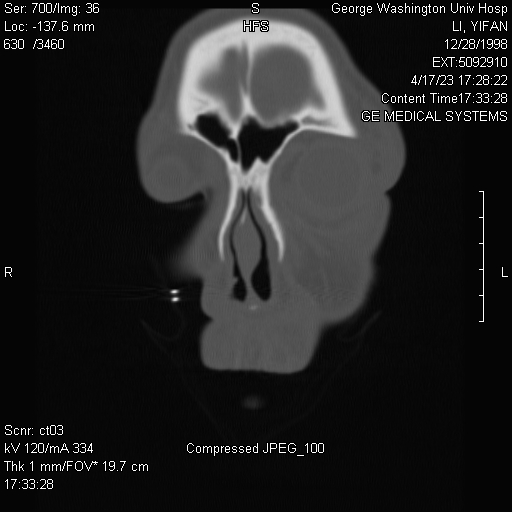 Ser: 700/Img: 36
Loc: -137.6 mm
630 /3460
S
HFS
George Washington Univ Hosp
LI, YIFAN
12/28/1998
EXT:5092910
4/17/23 17:28:22
Content Time17:33:28
GE MEDICAL SYSTEMS
R
L
Scnr: ct03
kV 120/mA 334
Thk 1 mm/FOV* 19.7 cm
17:33:28
Compressed JPEG_100